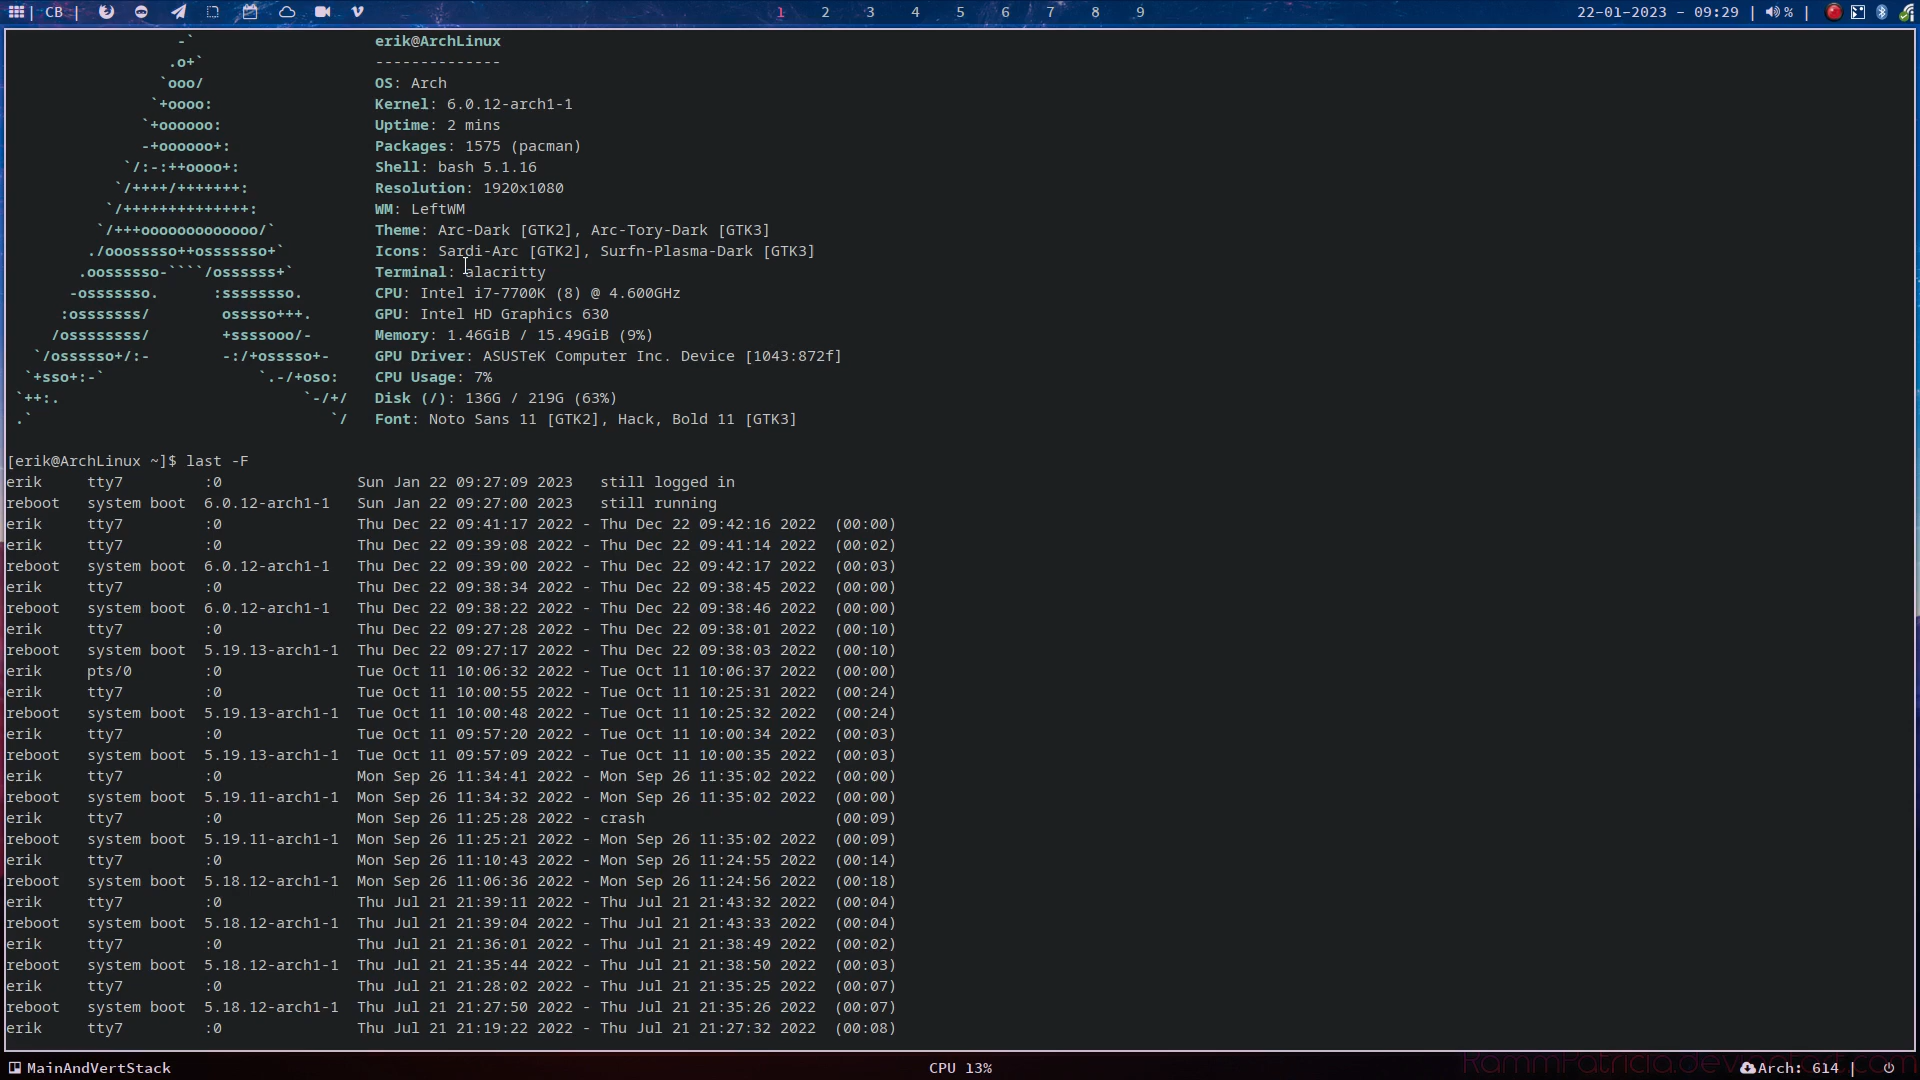 CB | 1 2 3 4 5 6 7 8 9 22-01-2023 - 09:29 | % |
-` erik@ArchLinux
.o+` --------------
`ooo/ OS: Arch
`+oooo: Kernel: 6.0.12-arch1-1
`+oooooo: Uptime: 2 mins
-+oooooo+: Packages: 1575 (pacman)
`/:-:++oooo+: Shell: bash 5.1.16
`/++++/+++++++: Resolution: 1920x1080
`/++++++++++++++: WM: LeftWM
`/+++ooooooooooooo/` Theme: Arc-Dark [GTK2], Arc-Tory-Dark [GTK3]
./ooosssso++osssssso+` Icons: Sardi-Arc [GTK2], Surfn-Plasma-Dark [GTK3]
.oossssso-````/ossssss+` Terminal: alacritty
-osssssso. :ssssssso. CPU: Intel i7-7700K (8) @ 4.600GHz
:osssssss/ osssso+++. GPU: Intel HD Graphics 630
/ossssssss/ +ssssooo/- Memory: 1.46GiB / 15.49GiB (9%)
`/ossssso+/:- -:/+osssso+- GPU Driver: ASUSTeK Computer Inc. Device [1043:872f]
`+sso+:-` `.-/+oso: CPU Usage: 7%
`++:. `-/+/ Disk (/): 136G / 219G (63%)
.` `/ Font: Noto Sans 11 [GTK2], Hack, Bold 11 [GTK3]
[erik@ArchLinux ~]$ last -F
erik tty7 :0 Sun Jan 22 09:27:09 2023 still logged in
reboot system boot 6.0.12-arch1-1 Sun Jan 22 09:27:00 2023 still running
erik tty7 :0 Thu Dec 22 09:41:17 2022 - Thu Dec 22 09:42:16 2022 (00:00)
erik tty7 :0 Thu Dec 22 09:39:08 2022 - Thu Dec 22 09:41:14 2022 (00:02)
reboot system boot 6.0.12-arch1-1 Thu Dec 22 09:39:00 2022 - Thu Dec 22 09:42:17 2022 (00:03)
erik tty7 :0 Thu Dec 22 09:38:34 2022 - Thu Dec 22 09:38:45 2022 (00:00)
reboot system boot 6.0.12-arch1-1 Thu Dec 22 09:38:22 2022 - Thu Dec 22 09:38:46 2022 (00:00)
erik tty7 :0 Thu Dec 22 09:27:28 2022 - Thu Dec 22 09:38:01 2022 (00:10)
reboot system boot 5.19.13-arch1-1 Thu Dec 22 09:27:17 2022 - Thu Dec 22 09:38:03 2022 (00:10)
erik pts/0 :0 Tue Oct 11 10:06:32 2022 - Tue Oct 11 10:06:37 2022 (00:00)
erik tty7 :0 Tue Oct 11 10:00:55 2022 - Tue Oct 11 10:25:31 2022 (00:24)
reboot system boot 5.19.13-arch1-1 Tue Oct 11 10:00:48 2022 - Tue Oct 11 10:25:32 2022 (00:24)
erik tty7 :0 Tue Oct 11 09:57:20 2022 - Tue Oct 11 10:00:34 2022 (00:03)
reboot system boot 5.19.13-arch1-1 Tue Oct 11 09:57:09 2022 - Tue Oct 11 10:00:35 2022 (00:03)
erik tty7 :0 Mon Sep 26 11:34:41 2022 - Mon Sep 26 11:35:02 2022 (00:00)
reboot system boot 5.19.11-arch1-1 Mon Sep 26 11:34:32 2022 - Mon Sep 26 11:35:02 2022 (00:00)
erik tty7 :0 Mon Sep 26 11:25:28 2022 - crash (00:09)
reboot system boot 5.19.11-arch1-1 Mon Sep 26 11:25:21 2022 - Mon Sep 26 11:35:02 2022 (00:09)
erik tty7 :0 Mon Sep 26 11:10:43 2022 - Mon Sep 26 11:24:55 2022 (00:14)
reboot system boot 5.18.12-arch1-1 Mon Sep 26 11:06:36 2022 - Mon Sep 26 11:24:56 2022 (00:18)
erik tty7 :0 Thu Jul 21 21:39:11 2022 - Thu Jul 21 21:43:32 2022 (00:04)
reboot system boot 5.18.12-arch1-1 Thu Jul 21 21:39:04 2022 - Thu Jul 21 21:43:33 2022 (00:04)
erik tty7 :0 Thu Jul 21 21:36:01 2022 - Thu Jul 21 21:38:49 2022 (00:02)
reboot system boot 5.18.12-arch1-1 Thu Jul 21 21:35:44 2022 - Thu Jul 21 21:38:50 2022 (00:03)
erik tty7 :0 Thu Jul 21 21:28:02 2022 - Thu Jul 21 21:35:25 2022 (00:07)
reboot system boot 5.18.12-arch1-1 Thu Jul 21 21:27:50 2022 - Thu Jul 21 21:35:26 2022 (00:07)
erik tty7 :0 Thu Jul 21 21:19:22 2022 - Thu Jul 21 21:27:32 2022 (00:08)
MainAndVertStack CPU 13% Arch: 614 |
RammPatricia.deviantart.com